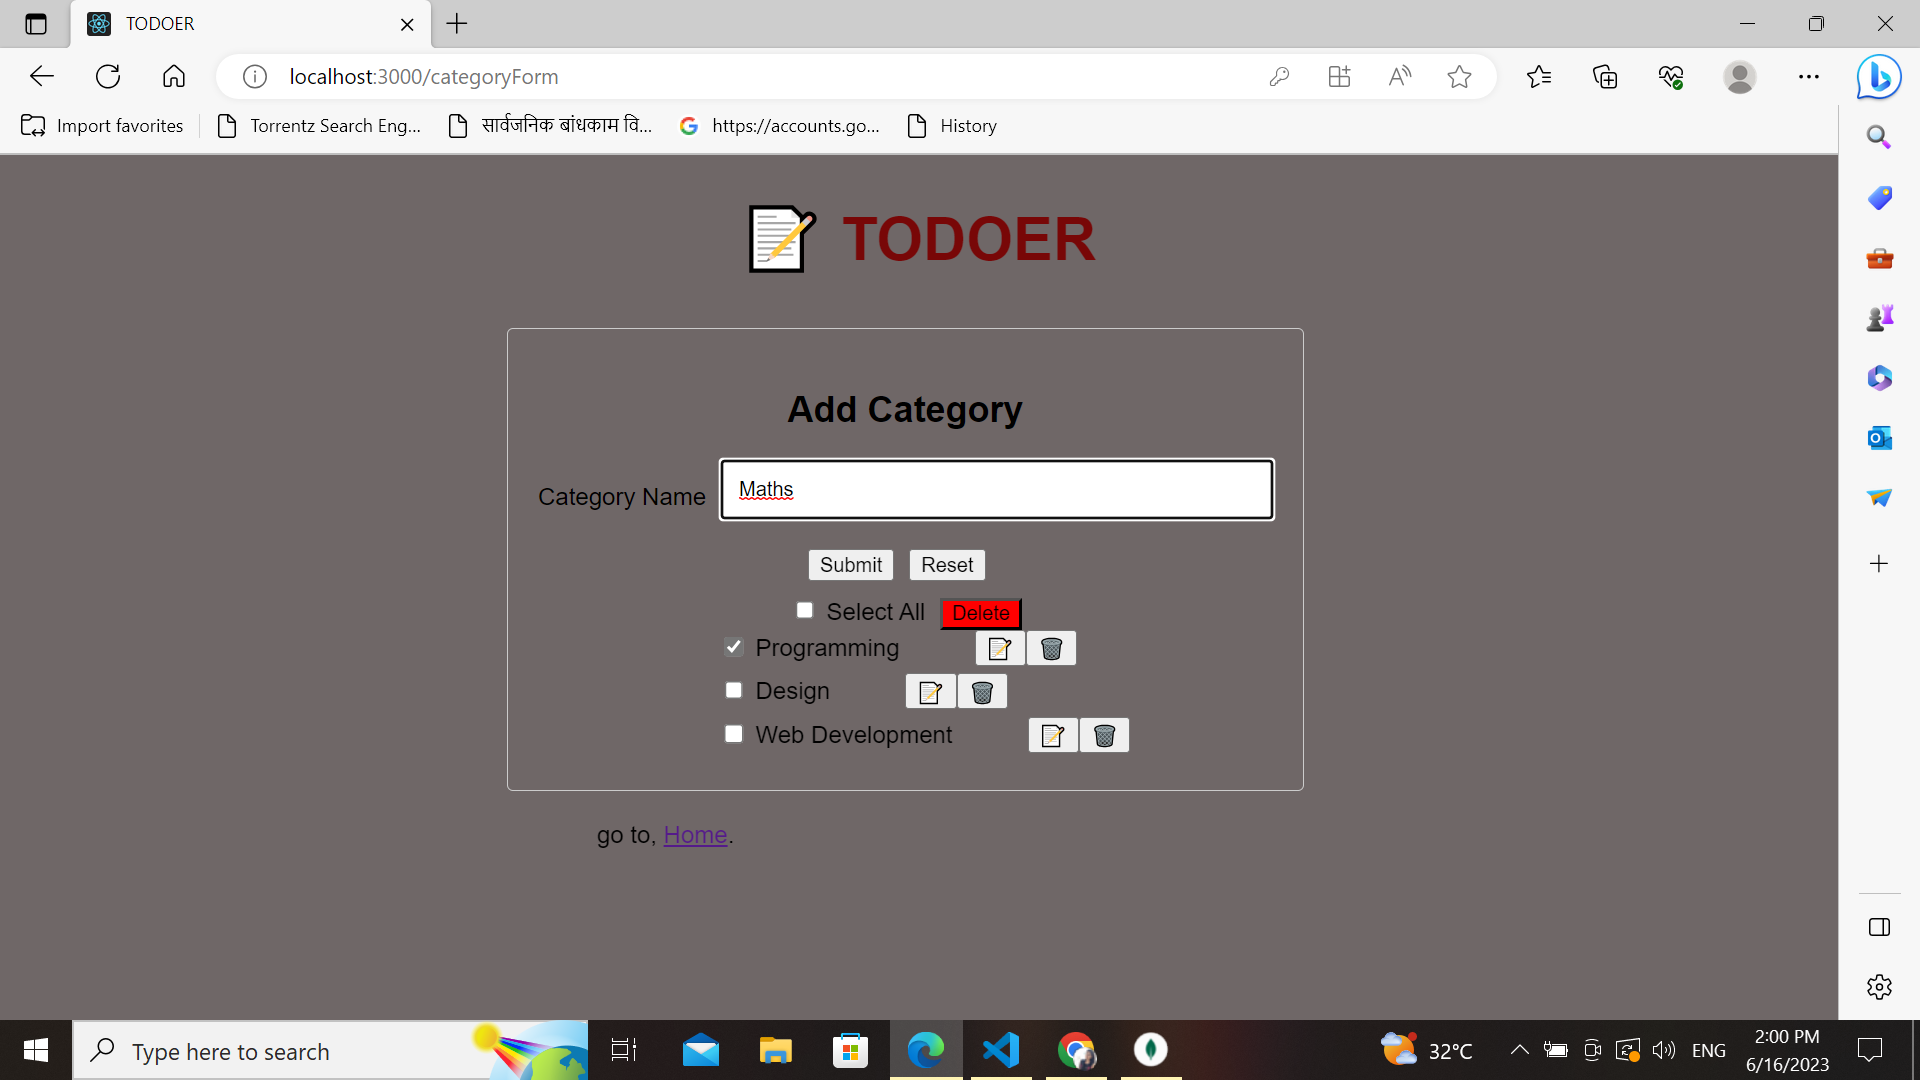 TODOER
localhost:3000/categoryForm
Import favorites
Torrentz Search Eng...
सार्वजनिक बांधकाम वि...
https://accounts.go...
History
TODOER
Add Category
Category Name
Maths
Submit
Reset
Select All
Delete
Programming
Design
Web Development
go to, Home.
Type here to search
32°C
ENG
2:00 PM
6/16/2023